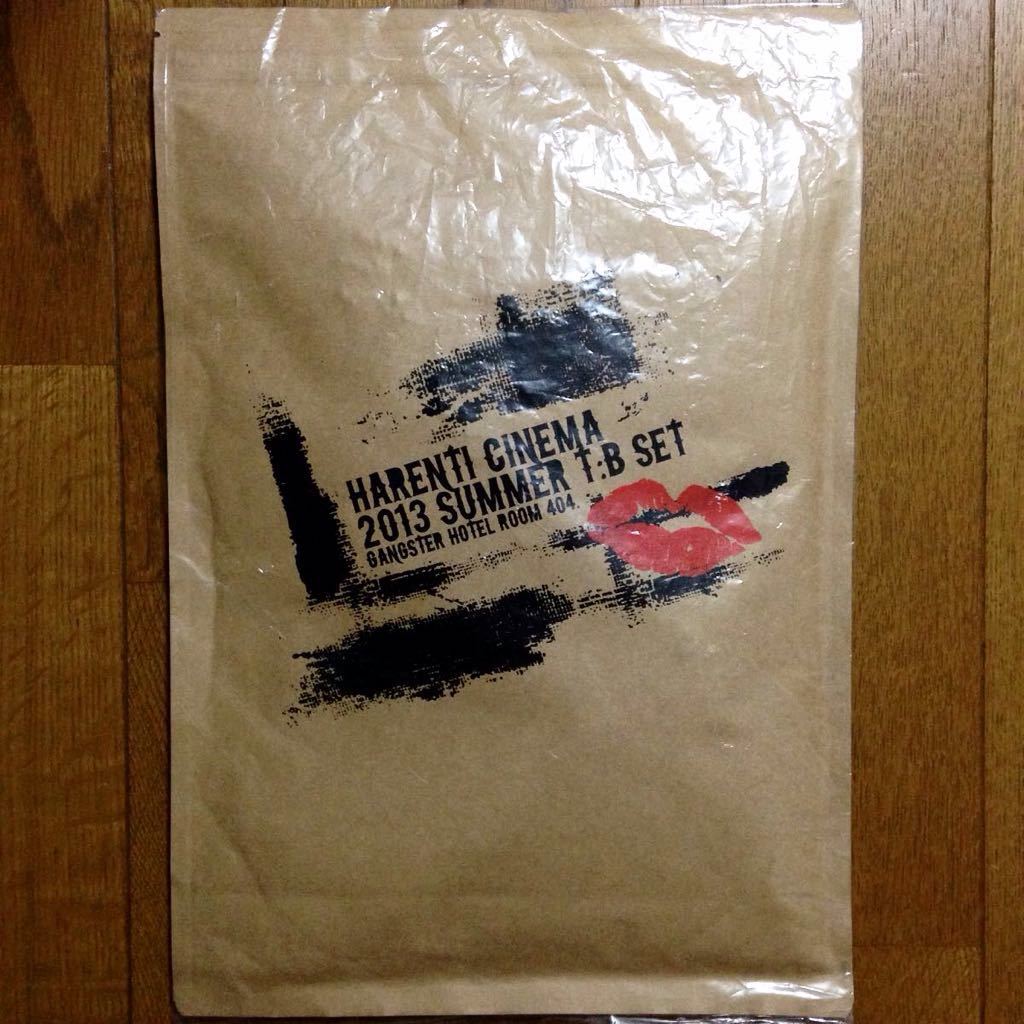 HARENTI CINEMA
2013 SUMMER T:B SET
GANGSTER HOTEL ROOM 404.